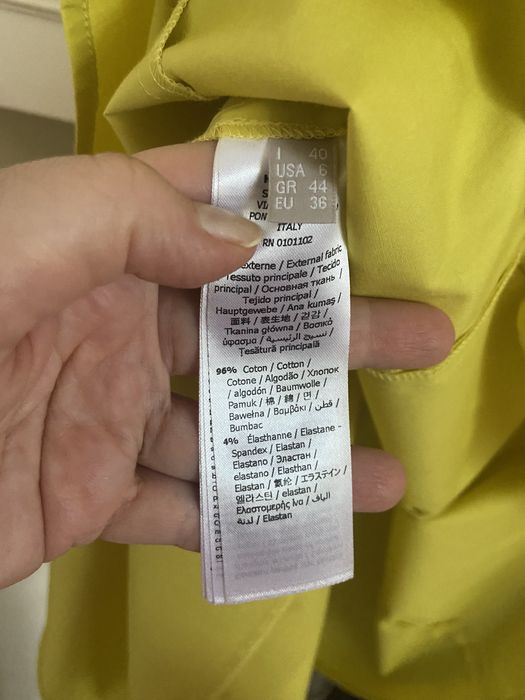 I 40
USA 6
GR 44
EU 36
VIA
PON
ITALY
RN 0101102
externe / External fabric
Tessuto principale / Tecido
principal / Основная ткань /
Tejido principal /
Hauptgewebe / Ana kumaş /
面料 / 表生地 / 겉감 /
Tkanina główna / Βασικό
ύφασμα / نسيج الرئيسية /
Țesătură principală
96% Coton / Cotton /
Cotone / Algodão / Хлопок
/ algodón / Baumwolle /
Pamuk / 棉 / 綿 / 면 /
Bawełna / Βαμβάκι / قطن /
Bumbac
4% Élasthanne / Elastane -
Spandex / Elastan /
Elastano / Эластан /
elastano / Elasthan /
Elastan / 氨纶 / エラステイン /
엘라스틴 / elastan /
Ελαστομερής ίνα / الياف
لدنة / Elastan